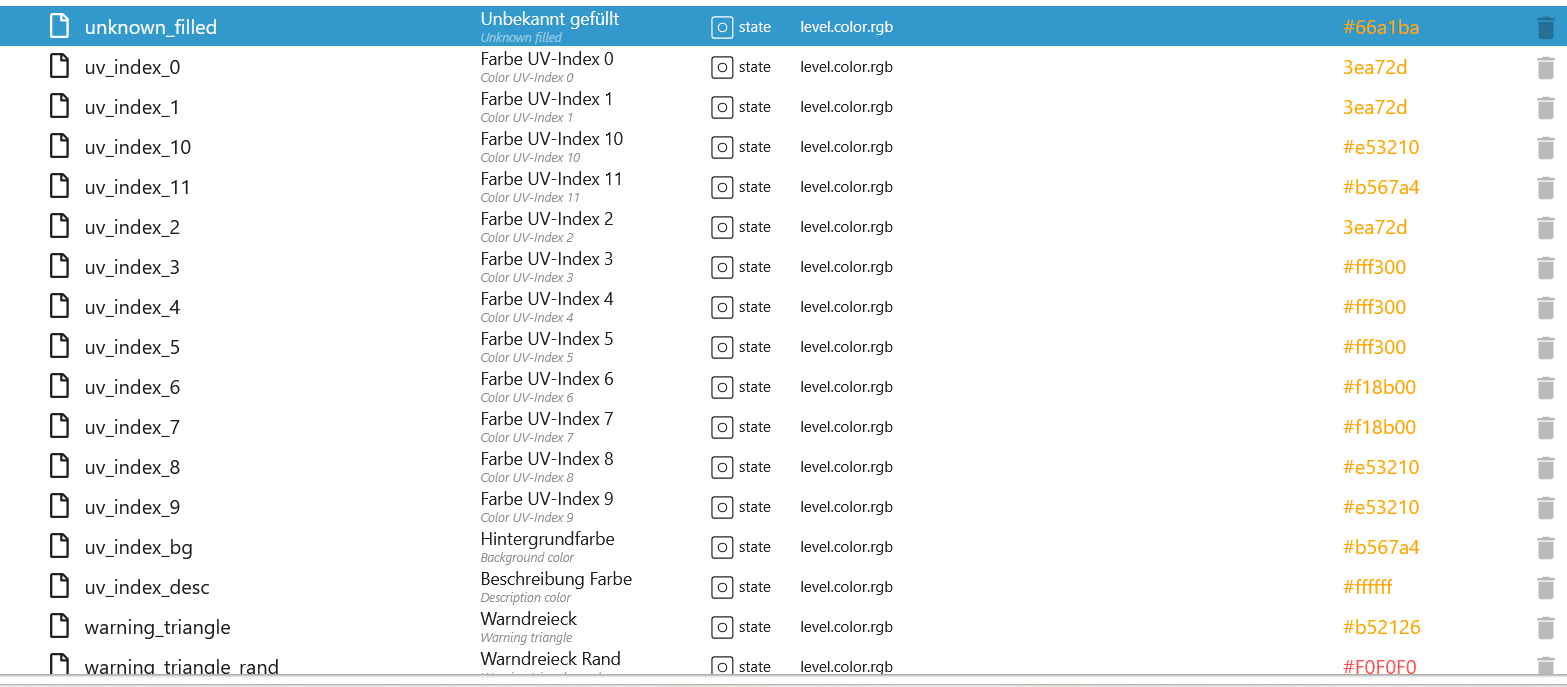 unknown_filled Unbekannt gefüllt state level.color.rgb #66a1ba
Unknown filled
uv_index_0 Farbe UV-Index 0 state level.color.rgb 3ea72d
Color UV-Index 0
uv_index_1 Farbe UV-Index 1 state level.color.rgb 3ea72d
Color UV-Index 1
uv_index_10 Farbe UV-Index 10 state level.color.rgb #e53210
Color UV-Index 10
uv_index_11 Farbe UV-Index 11 state level.color.rgb #b567a4
Color UV-Index 11
uv_index_2 Farbe UV-Index 2 state level.color.rgb 3ea72d
Color UV-Index 2
uv_index_3 Farbe UV-Index 3 state level.color.rgb #fff300
Color UV-Index 3
uv_index_4 Farbe UV-Index 4 state level.color.rgb #fff300
Color UV-Index 4
uv_index_5 Farbe UV-Index 5 state level.color.rgb #fff300
Color UV-Index 5
uv_index_6 Farbe UV-Index 6 state level.color.rgb #f18b00
Color UV-Index 6
uv_index_7 Farbe UV-Index 7 state level.color.rgb #f18b00
Color UV-Index 7
uv_index_8 Farbe UV-Index 8 state level.color.rgb #e53210
Color UV-Index 8
uv_index_9 Farbe UV-Index 9 state level.color.rgb #e53210
Color UV-Index 9
uv_index_bg Hintergrundfarbe state level.color.rgb #b567a4
Background color
uv_index_desc Beschreibung Farbe state level.color.rgb #ffffff
Description color
warning_triangle Warndreieck state level.color.rgb #b52126
Warning triangle
warning_triangle_rand Warndreieck Rand state level.color.rgb #F0F0F0